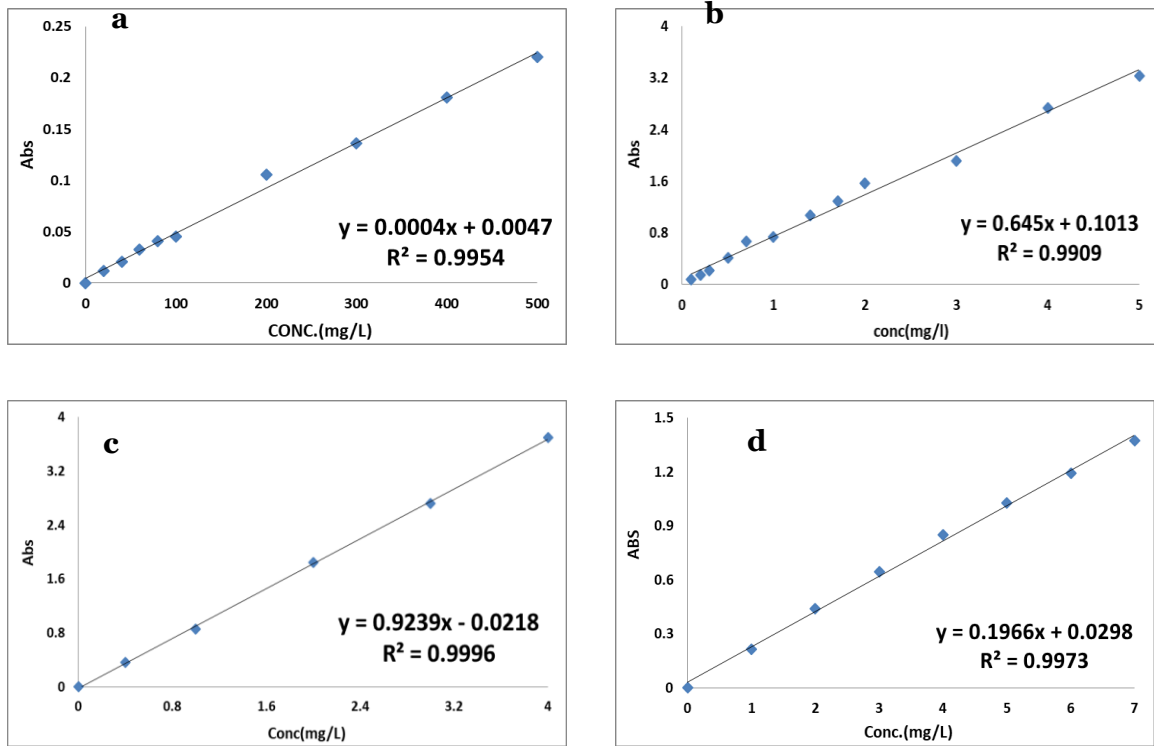 a
0.25
0.2
0.15
0.1
0.05
0
Abs
0 100 200 300 400 500
CONC.(mg/L)
y = 0.0004x + 0.0047
R² = 0.9954
b
4
3.2
2.4
1.6
0.8
0
Abs
0 1 2 3 4 5
conc(mg/l)
y = 0.645x + 0.1013
R² = 0.9909
c
4
3.2
2.4
1.6
0.8
0
Abs
0 0.8 1.6 2.4 3.2 4
Conc(mg/L)
y = 0.9239x - 0.0218
R² = 0.9996
d
1.5
1.2
0.9
0.6
0.3
0
ABS
0 1 2 3 4 5 6 7
Conc.(mg/L)
y = 0.1966x + 0.0298
R² = 0.9973